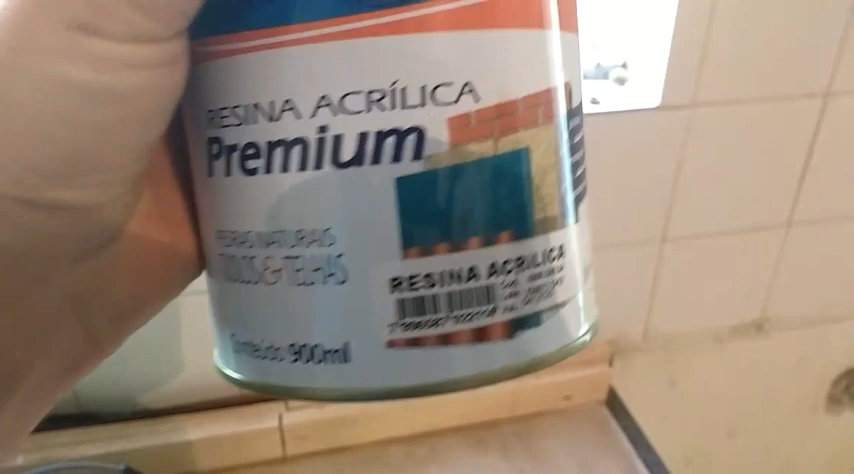 RESINA ACRÍLICA
Premium
PEDRAS NATURAIS
TIJOLOS & TELHAS
RESINA ACRILICA
Conteúdo 900ml